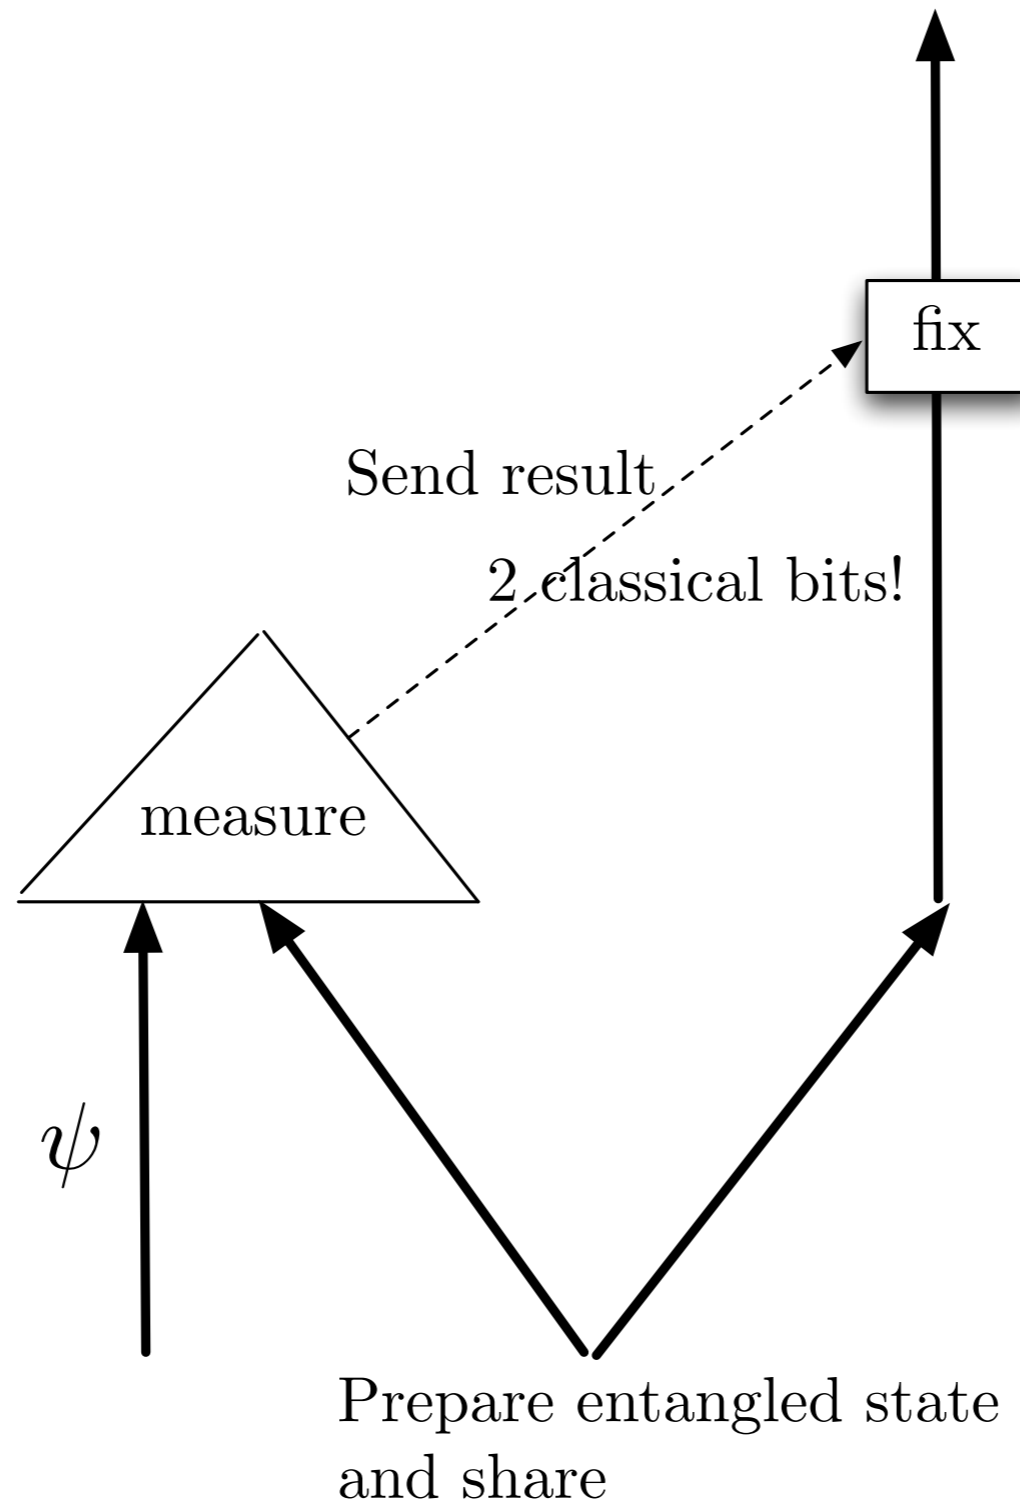 fix
Send result
2 classical bits!
measure
ψ
Prepare entangled state
and share